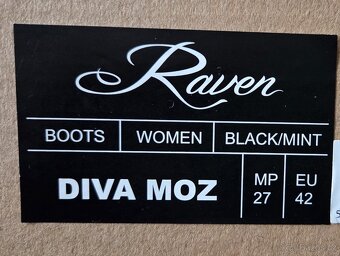 Raven
BOOTS WOMEN BLACK/MINT
DIVA MOZ MP 27 EU 42